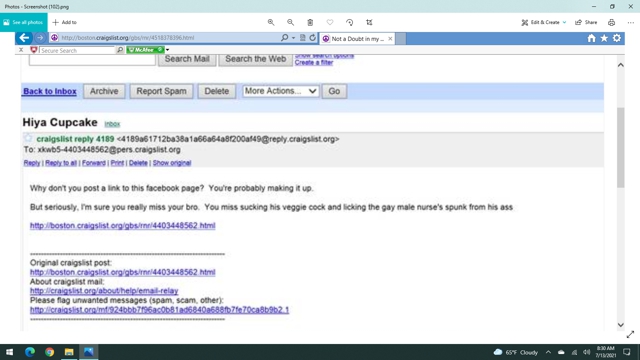 Photos - Screenshot (102).png
See all photos + Add to Edit & Create Share
http://boston.craigslist.org/gbs/rnr/4518378396.html Not a Doubt in my ...
X Secure Search McAfee
Search Mail Search the Web Show search options
Create a filter
Back to Inbox Archive Report Spam Delete More Actions... Go
Hiya Cupcake Inbox
craigslist reply 4189 <4189a61712ba38a1a66a64a8f200af49@reply.craigslist.org>
To: xkwb5-4403448562@pers.craigslist.org
Reply | Reply to all | Forward | Print | Delete | Show original
Why don't you post a link to this facebook page? You're probably making it up.
But seriously, I'm sure you really miss your bro. You miss sucking his veggie cock and licking the gay male nurse's spunk from his ass
http://boston.craigslist.org/gbs/rnr/4403448562.html
Original craigslist post:
http://boston.craigslist.org/gbs/rnr/4403448562.html
About craigslist mail:
http://craigslist.org/about/help/email-relay
Please flag unwanted messages (spam, scam, other):
http://craigslist.org/mf/924bbb7f96ac0b81ad6840a688fb7fe70ca8b9b2.1
65°F Cloudy
8:30 AM
7/13/2021